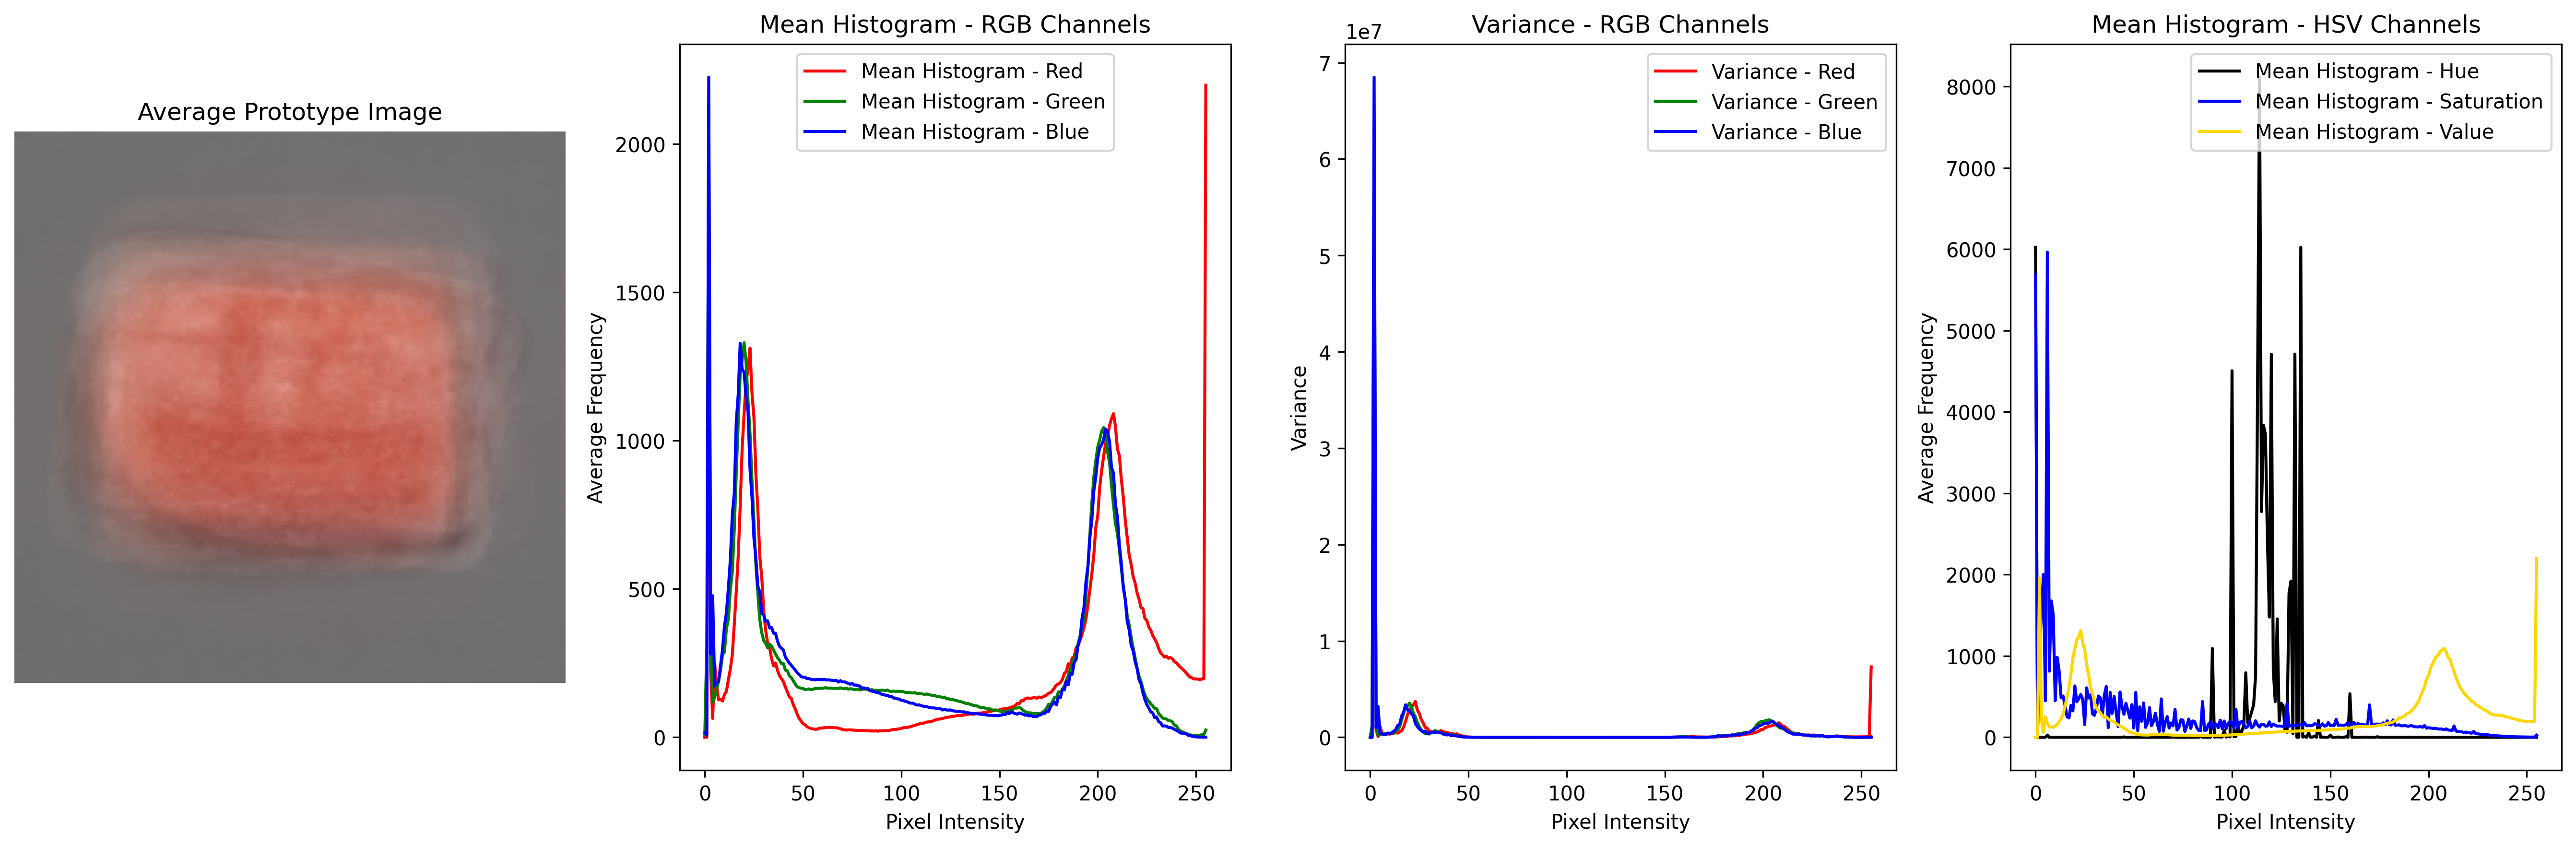 Average Prototype Image
Mean Histogram - RGB Channels
Mean Histogram - Red
Mean Histogram - Green
Mean Histogram - Blue
Average Frequency
2000
1500
1000
500
0
0 50 100 150 200 250
Pixel Intensity
Variance - RGB Channels
1e7
Variance - Red
Variance - Green
Variance - Blue
Variance
7
6
5
4
3
2
1
0
0 50 100 150 200 250
Pixel Intensity
Mean Histogram - HSV Channels
Mean Histogram - Hue
Mean Histogram - Saturation
Mean Histogram - Value
Average Frequency
8000
7000
6000
5000
4000
3000
2000
1000
0
0 50 100 150 200 250
Pixel Intensity